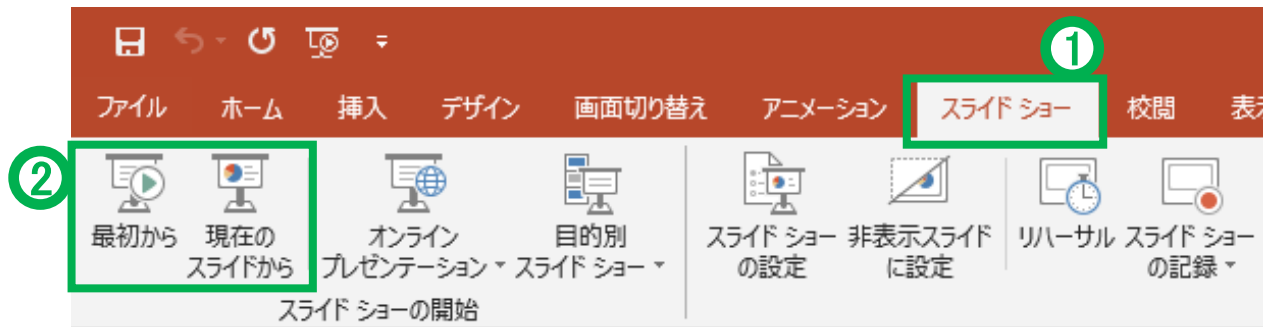 ①
ファイル ホーム 挿入 デザイン 画面切り替え アニメーション スライド ショー 校閲 表示
②
最初から 現在の オンライン 目的別 スライド ショー 非表示スライド リハーサル スライド ショー
スライドから プレゼンテーション スライド ショー の設定 に設定 の記録
スライド ショーの開始